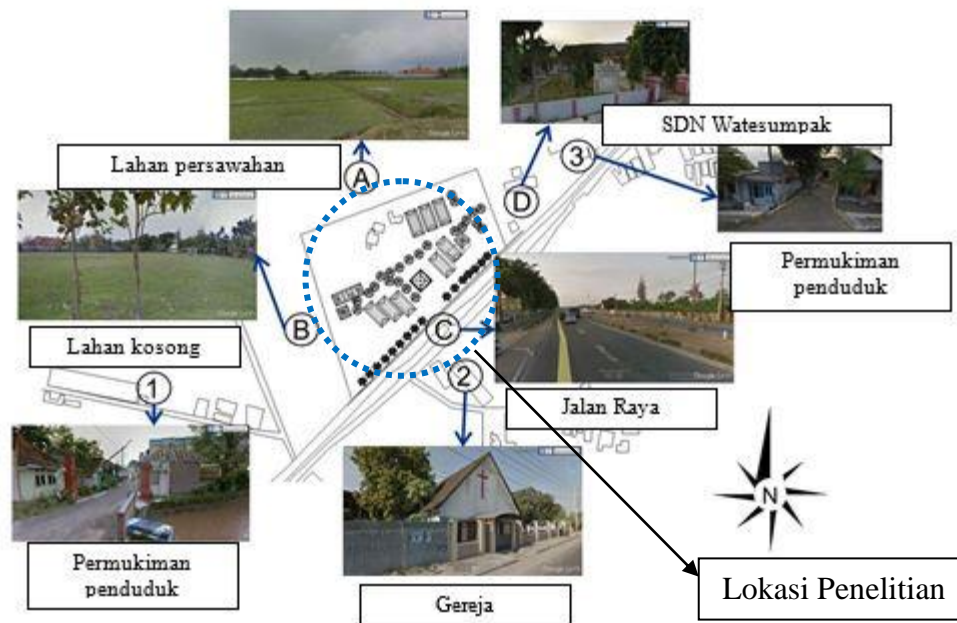 A
Lahan persawahan
SDN Watesumpak
3
D
Permukiman
penduduk
B
Lahan kosong
C
Jalan Raya
1
2
Permukiman
penduduk
Gereja
N
Lokasi Penelitian